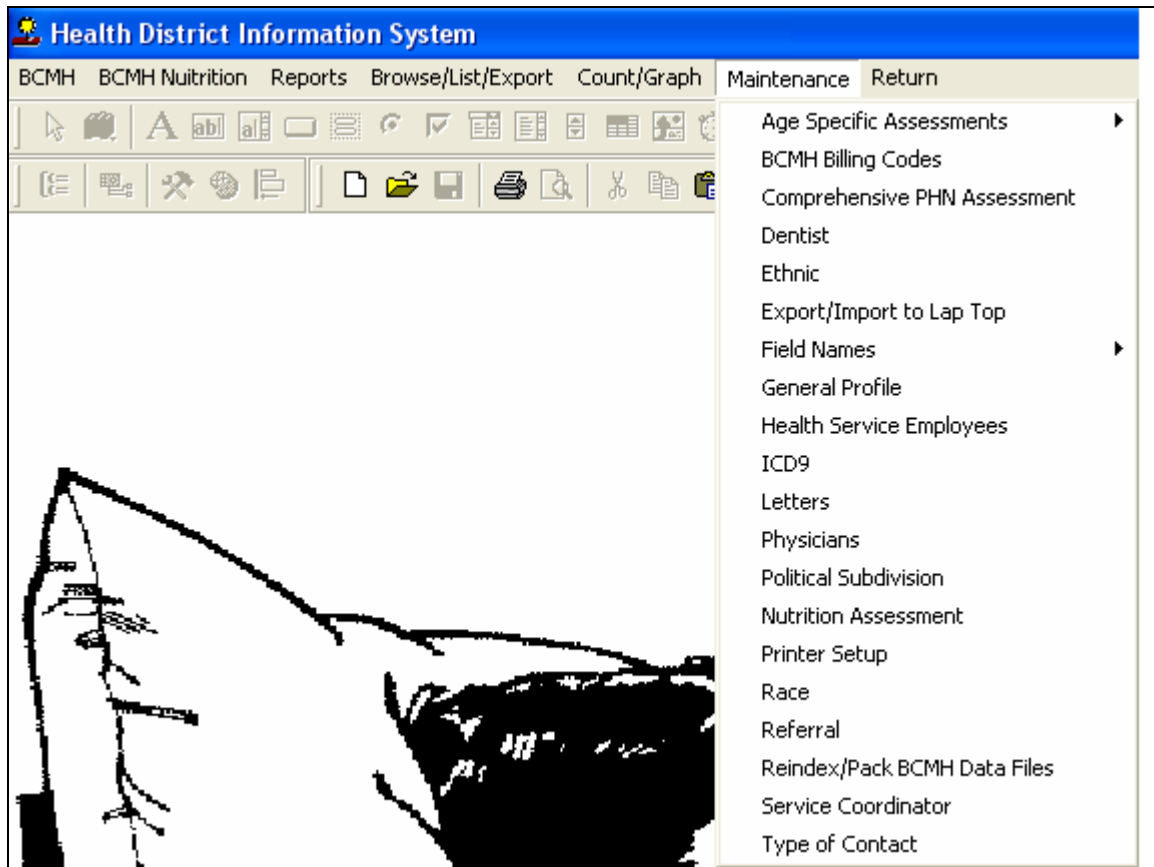 Health District Information System
BCMH BCMH Nuitrition Reports Browse/List/Export Count/Graph Maintenance Return
A ab| a|
Age Specific Assessments
BCMH Billing Codes
Comprehensive PHN Assessment
Dentist
Ethnic
Export/Import to Lap Top
Field Names
General Profile
Health Service Employees
ICD9
Letters
Physicians
Political Subdivision
Nutrition Assessment
Printer Setup
Race
Referral
Reindex/Pack BCMH Data Files
Service Coordinator
Type of Contact